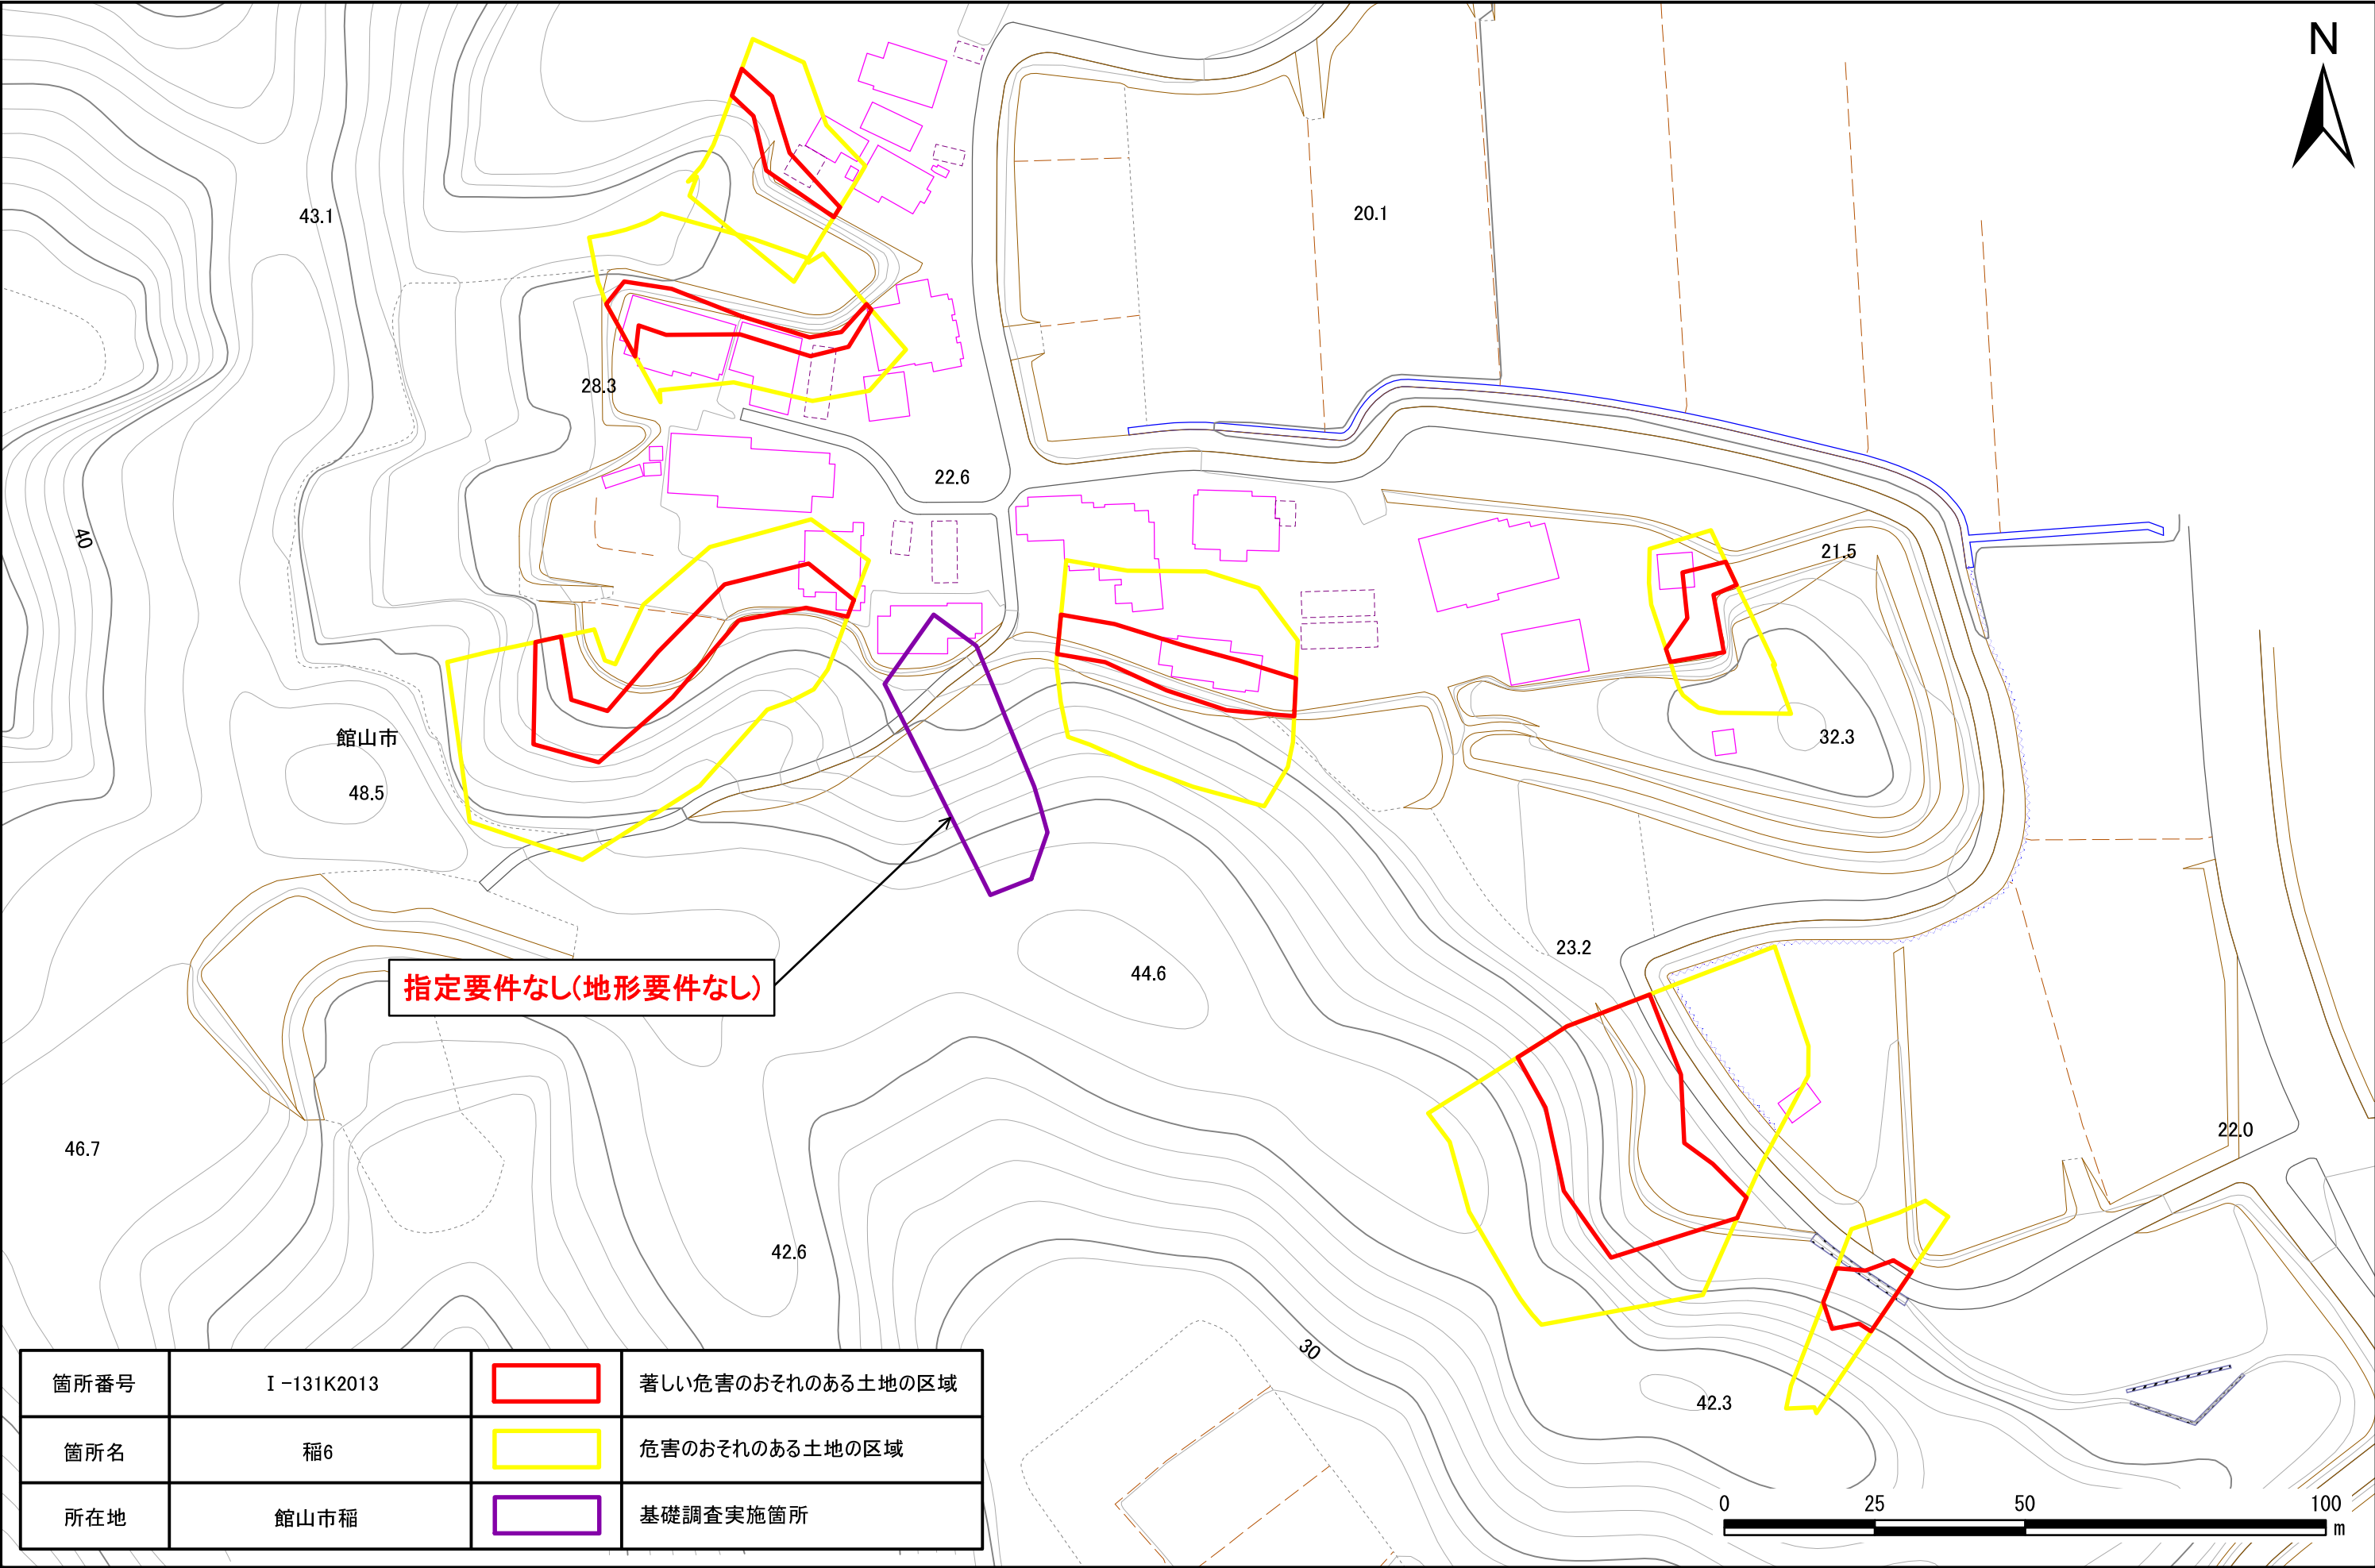 N
43.1
20.1
28.3
22.6
40
21.5
館山市
48.5
32.3
23.2
44.6
指定要件なし(地形要件なし)
46.7
22.0
42.6
30
42.3
箇所番号 Ⅰ-131K2013 著しい危害のおそれのある土地の区域
箇所名 稲6 危害のおそれのある土地の区域
所在地 館山市稲 基礎調査実施箇所
0 25 50 100
m